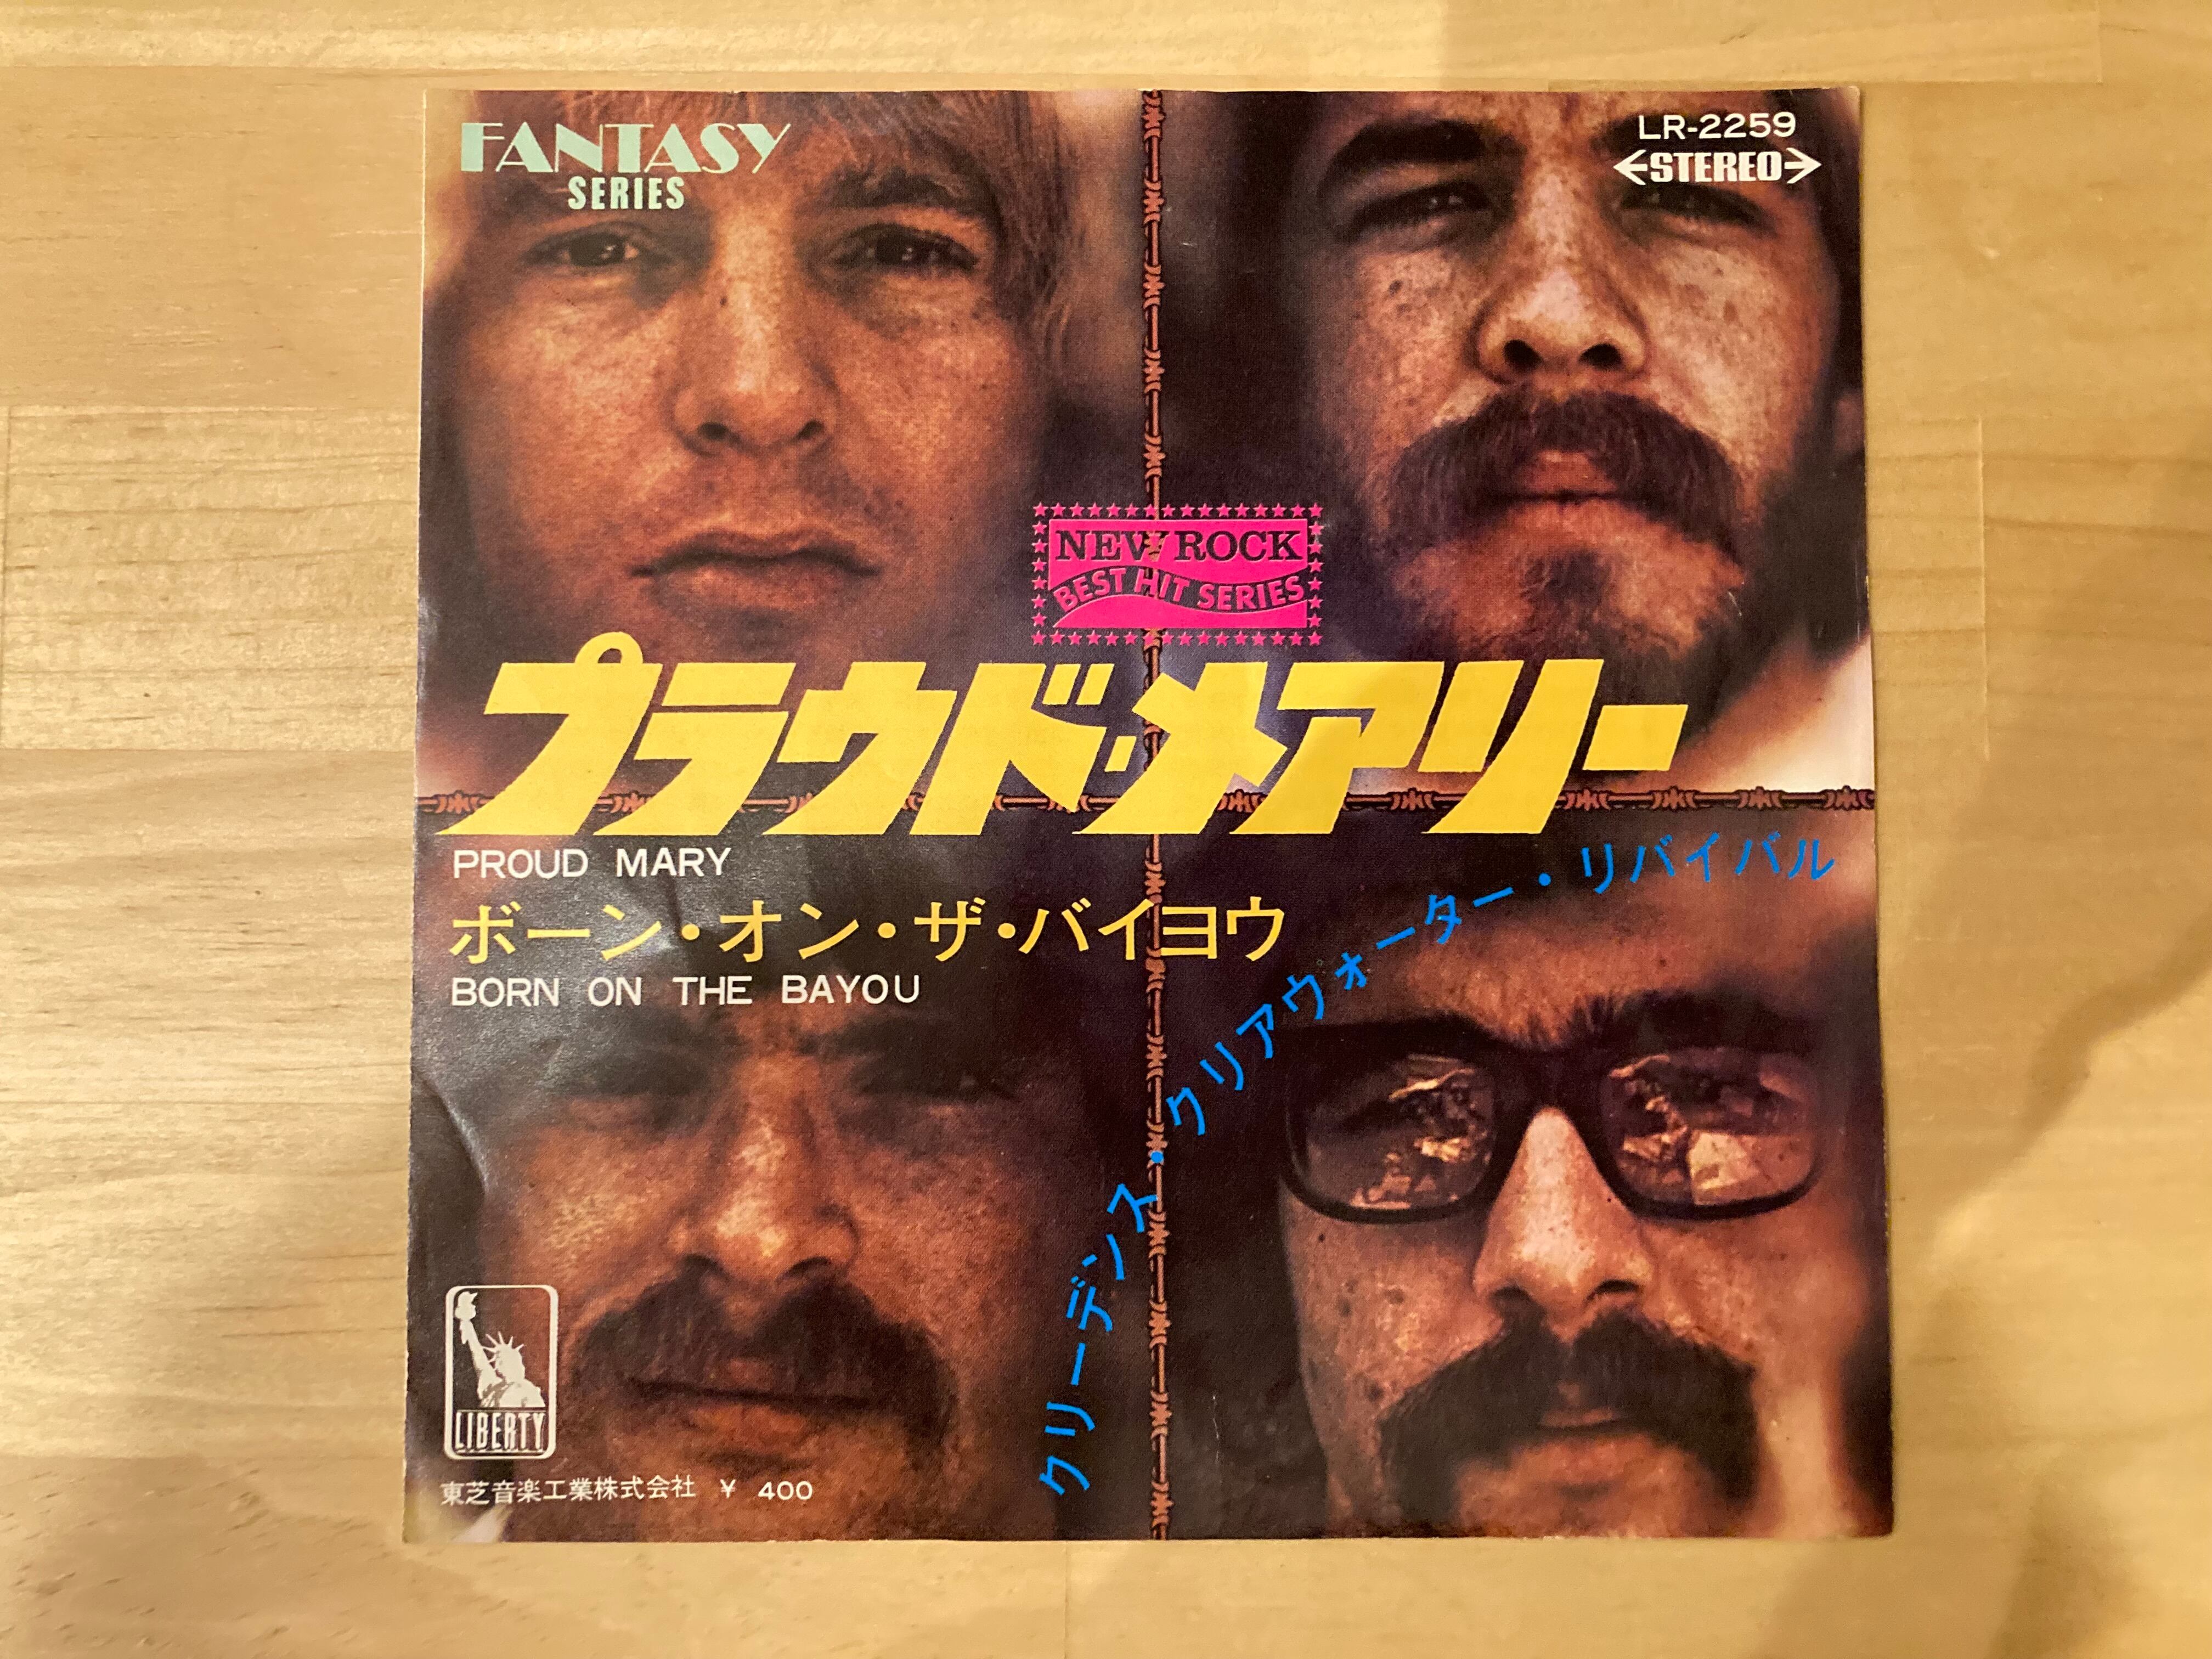 FANTASY
SERIES
LR-2259
STEREO
NEW ROCK
BEST HIT SERIES
プラウド・メアリー
PROUD MARY
ボーン・オン・ザ・バイヨウ
BORN ON THE BAYOU
クリーデンス・クリアウォーター・リバイバル
LIBERTY
東芝音楽工業株式会社 ¥ 400